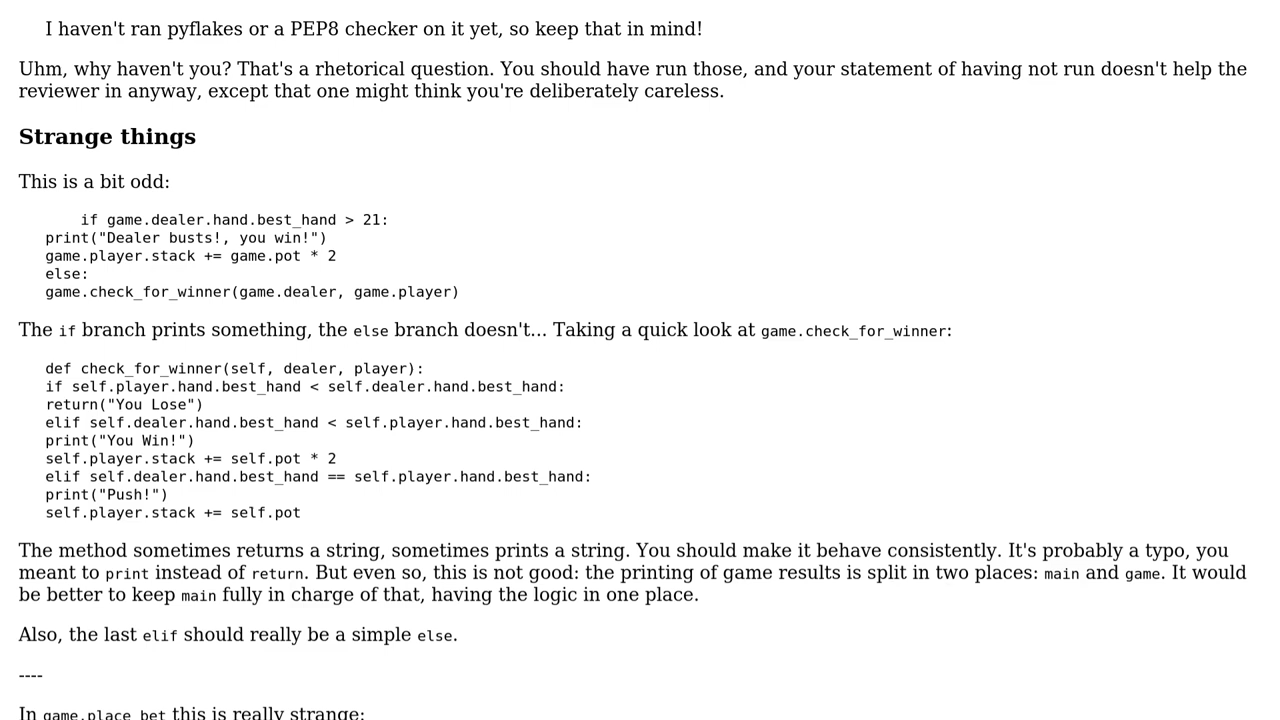 I haven't ran pyflakes or a PEP8 checker on it yet, so keep that in mind!
Uhm, why haven't you? That's a rhetorical question. You should have run those, and your statement of having not run doesn't help the
reviewer in anyway, except that one might think you're deliberately careless.
Strange things
This is a bit odd:
if game.dealer.hand.best_hand > 21:
print("Dealer busts!, you win!")
game.player.stack += game.pot * 2
else:
game.check_for_winner(game.dealer, game.player)
The if branch prints something, the else branch doesn't... Taking a quick look at game.check_for_winner:
def check_for_winner(self, dealer, player):
if self.player.hand.best_hand < self.dealer.hand.best_hand:
return("You Lose")
elif self.dealer.hand.best_hand < self.player.hand.best_hand:
print("You Win!")
self.player.stack += self.pot * 2
elif self.dealer.hand.best_hand == self.player.hand.best_hand:
print("Push!")
self.player.stack += self.pot
The method sometimes returns a string, sometimes prints a string. You should make it behave consistently. It's probably a typo, you
meant to print instead of return. But even so, this is not good: the printing of game results is split in two places: main and game. It would
be better to keep main fully in charge of that, having the logic in one place.
Also, the last elif should really be a simple else.
----
In game.place_bet this is really strange: